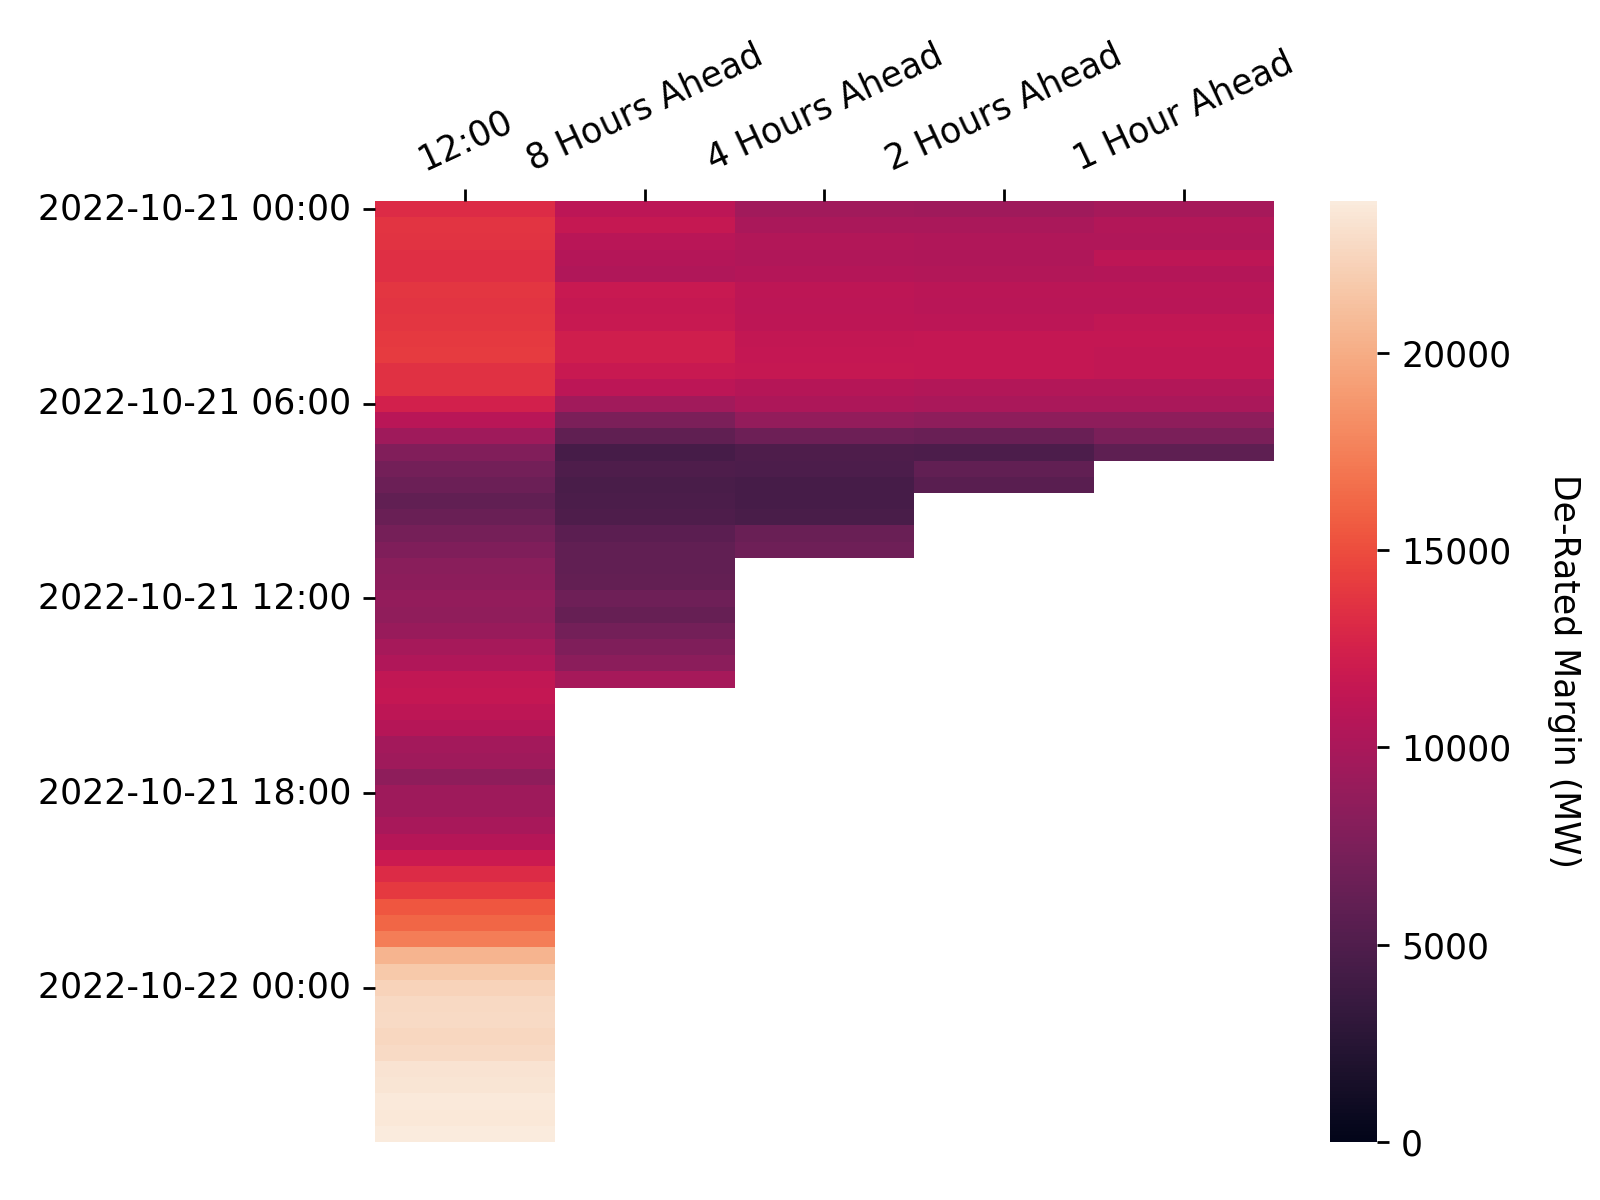 12:00
8 Hours Ahead
4 Hours Ahead
2 Hours Ahead
1 Hour Ahead
2022-10-21 00:00
2022-10-21 06:00
2022-10-21 12:00
2022-10-21 18:00
2022-10-22 00:00
20000
15000
10000
5000
0
De-Rated Margin (MW)